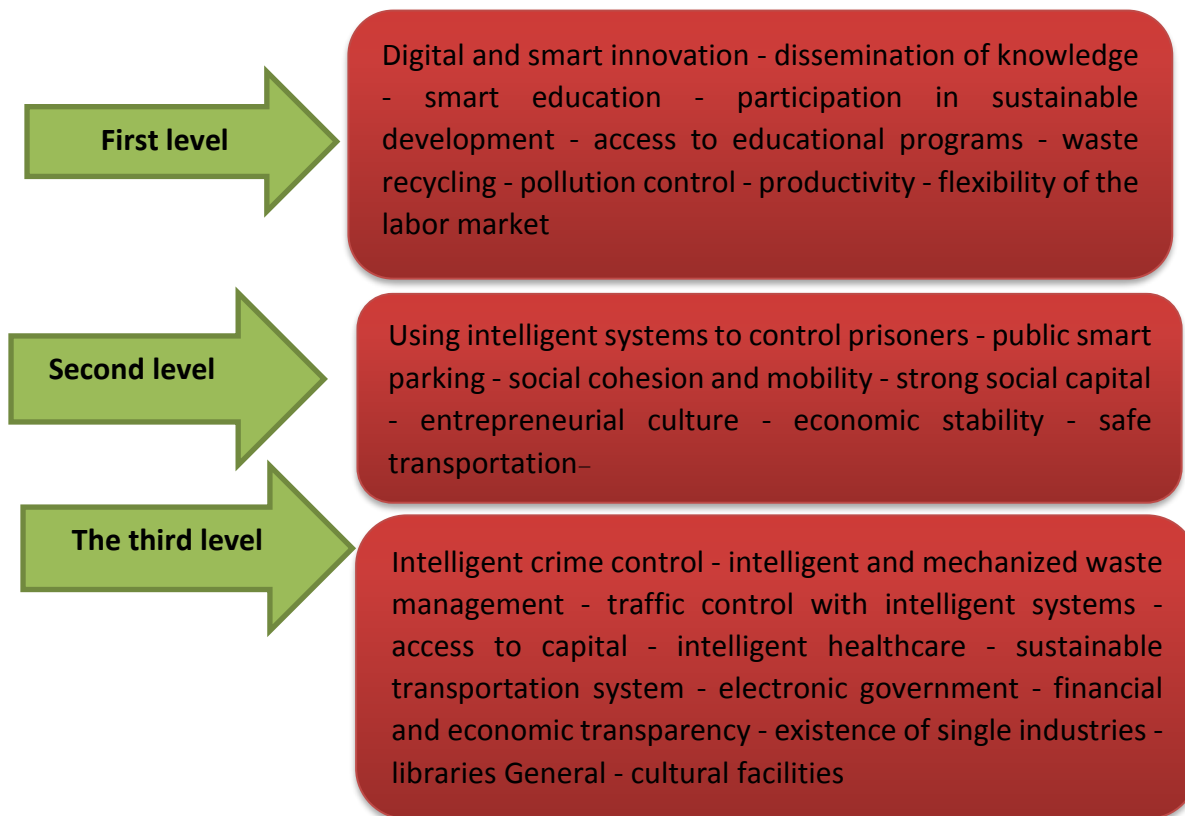 First level
Digital and smart innovation - dissemination of knowledge
- smart education - participation in sustainable
development - access to educational programs - waste
recycling - pollution control - productivity - flexibility of the
labor market
Second level
Using intelligent systems to control prisoners - public smart
parking - social cohesion and mobility - strong social capital
- entrepreneurial culture - economic stability - safe
transportation–
The third level
Intelligent crime control - intelligent and mechanized waste
management - traffic control with intelligent systems -
access to capital - intelligent healthcare - sustainable
transportation system - electronic government - financial
and economic transparency - existence of single industries -
libraries General - cultural facilities